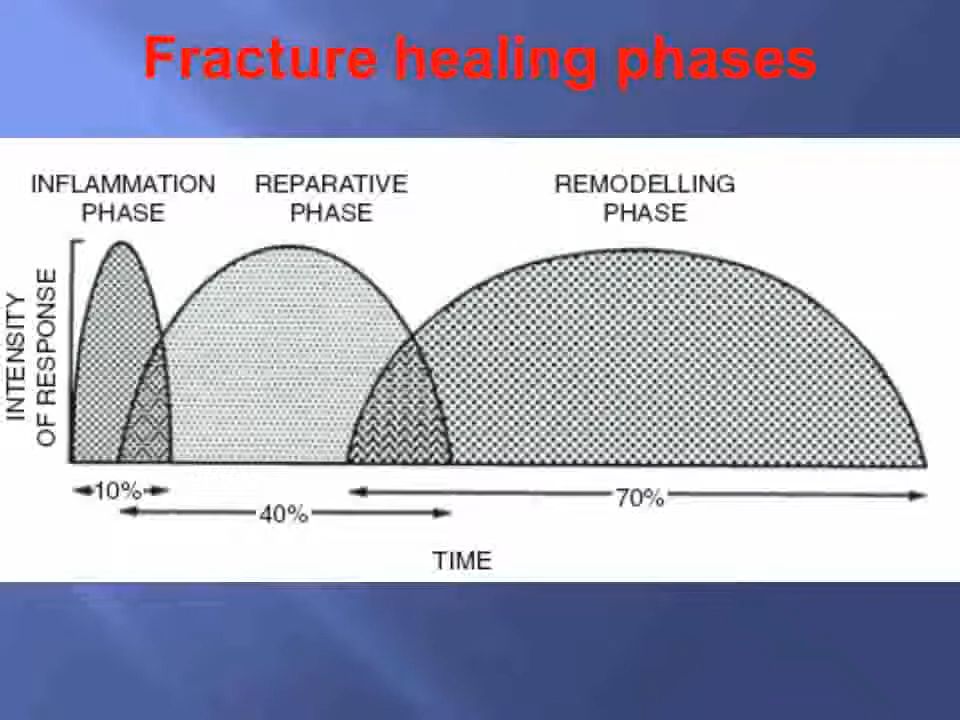 Fracture healing phases
INFLAMMATION
PHASE
REPARATIVE
PHASE
REMODELLING
PHASE
INTENSITY
OF RESPONSE
10%
40%
70%
TIME